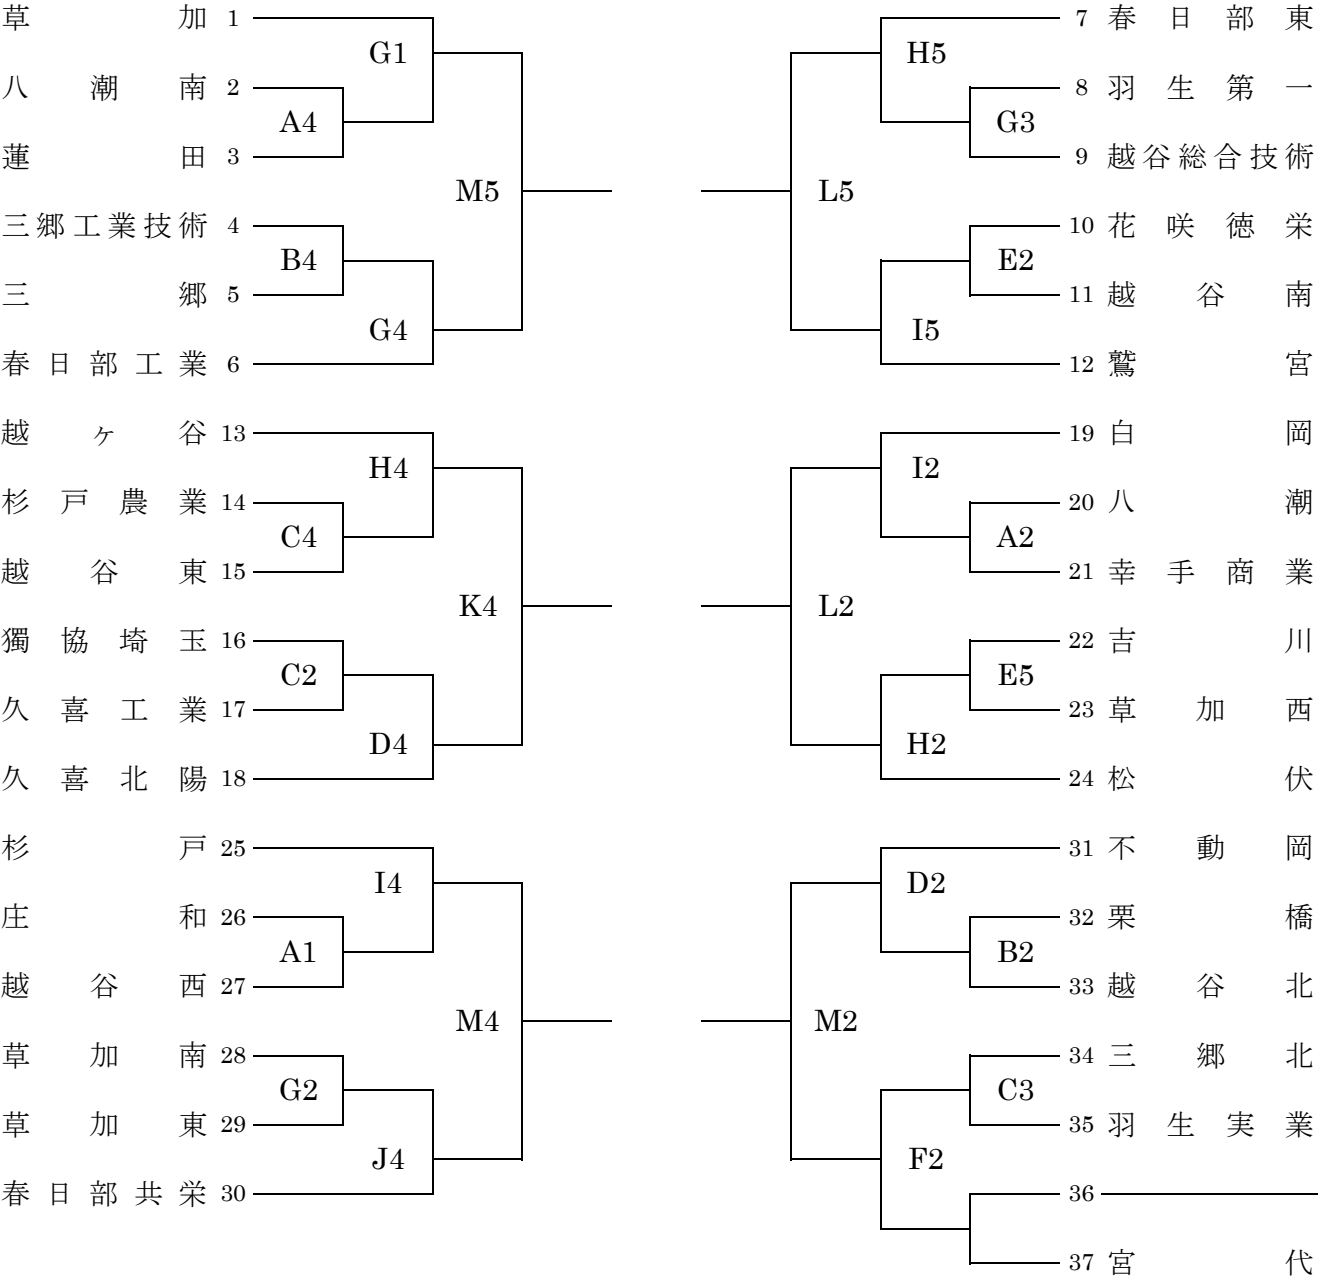 草加 1
G1
八潮南 2
A4
蓮田 3
M5
三郷工業技術 4
B4
三郷 5
G4
春日部工業 6
7 春日部東
H5
8 羽生第一
G3
9 越谷総合技術
L5
10 花咲徳栄
E2
11 越谷南
I5
12 鷲宮
越ヶ谷 13
H4
杉戸農業 14
C4
越谷東 15
K4
獨協埼玉 16
C2
久喜工業 17
D4
久喜北陽 18
19 白岡
I2
20 八潮
A2
21 幸手商業
L2
22 吉川
E5
23 草加西
H2
24 松伏
杉戸 25
I4
庄和 26
A1
越谷西 27
M4
草加南 28
G2
草加東 29
J4
春日部共栄 30
31 不動岡
D2
32 栗橋
B2
33 越谷北
M2
34 三郷北
C3
35 羽生実業
F2
36
37 宮代